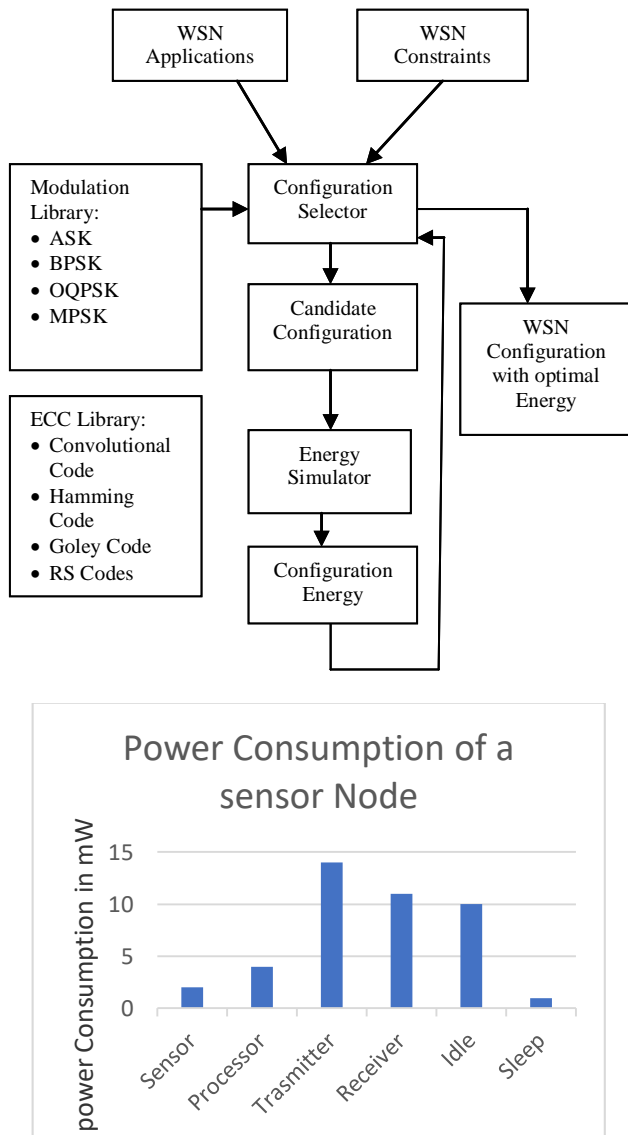 WSN
Applications
WSN
Constraints
Modulation
Library:
• ASK
• BPSK
• OQPSK
• MPSK
Configuration
Selector
Candidate
Configuration
WSN
Configuration
with optimal
Energy
ECC Library:
• Convolutional
Code
• Hamming
Code
• Goley Code
• RS Codes
Energy
Simulator
Configuration
Energy
Power Consumption of a
sensor Node
power Consumption in mW
15
10
5
0
Sensor
Processor
Trasmitter
Receiver
Idle
Sleep